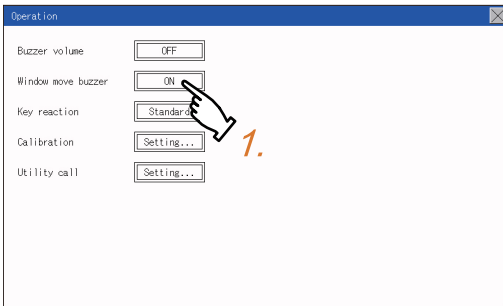 Operation
Buzzer volume OFF
Window move buzzer ON
Key reaction Standard
Calibration Setting...
Utility call Setting...
1.